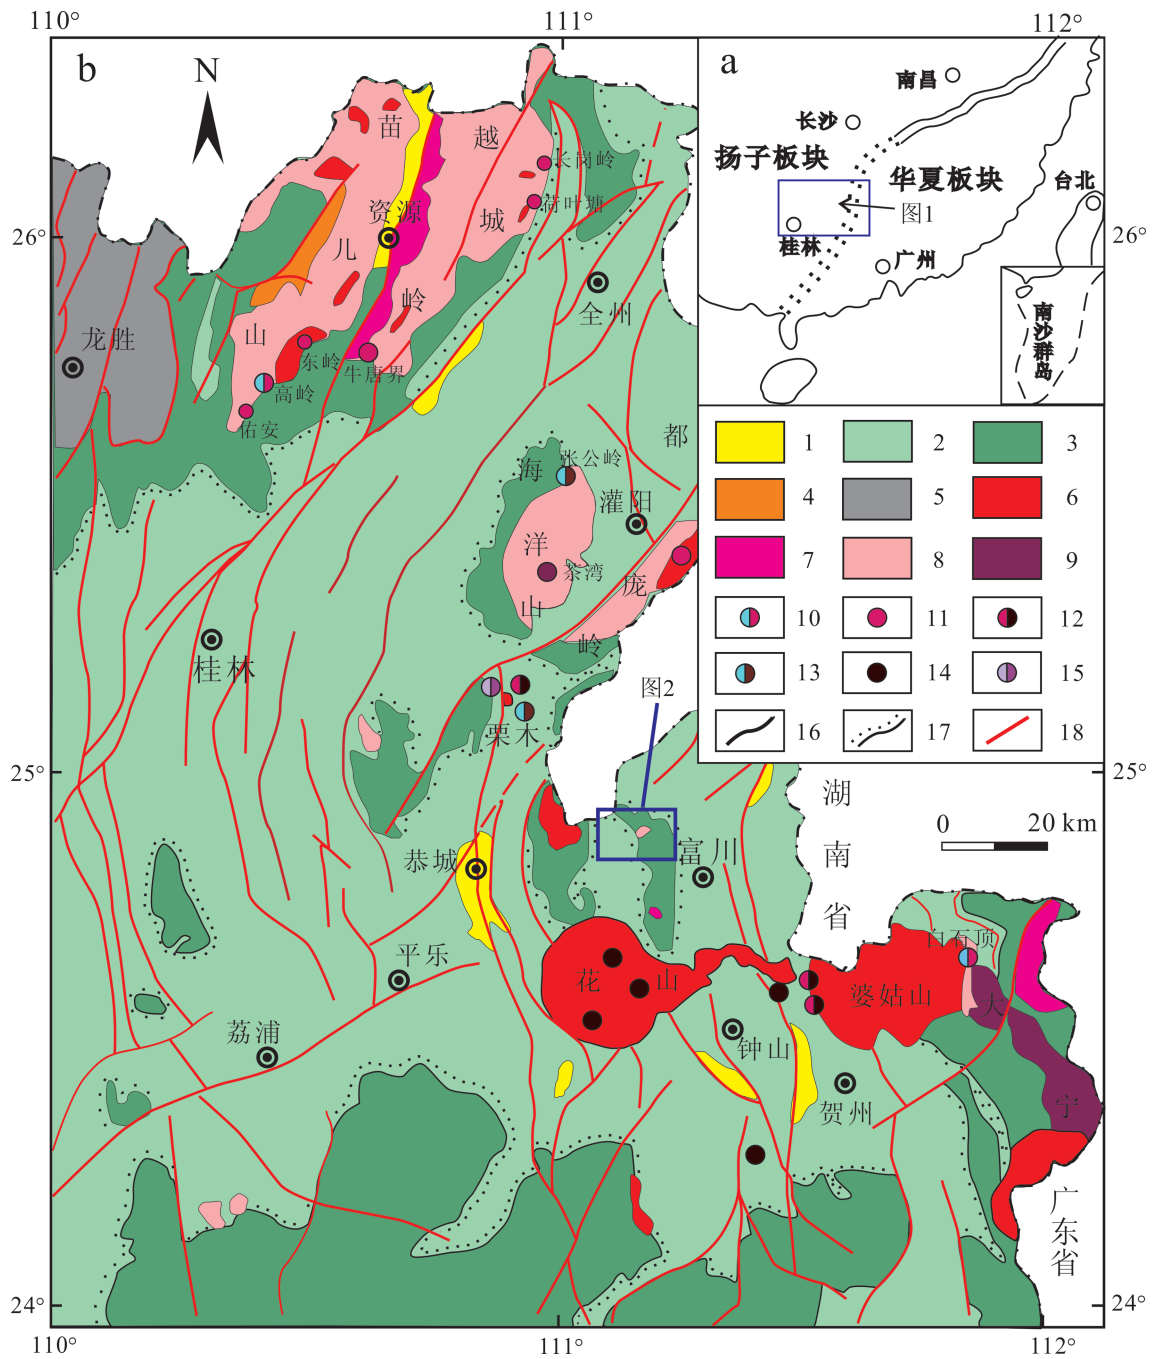 110°
111°
112°
b
N
a
南昌
长沙
扬子板块
华夏板块
台北
图1
桂林
广州
南沙群岛
26°
26°
苗
越
长岗岭
荷叶塘
资源
城
儿
岭
全州
龙胜
山
东岭
牛唐界
高岭
佑安
都
海
张公岭
灌阳
洋
茶湾
庞
山
岭
桂林
图2
栗木
1
2
3
4
5
6
7
8
9
10
11
12
13
14
15
16
17
18
25°
25°
湖南省
0
20 km
恭城
富川
平乐
白石顶
花
山
婆姑山
大
荔浦
钟山
贺州
宁
广东省
24°
24°
110°
111°
112°